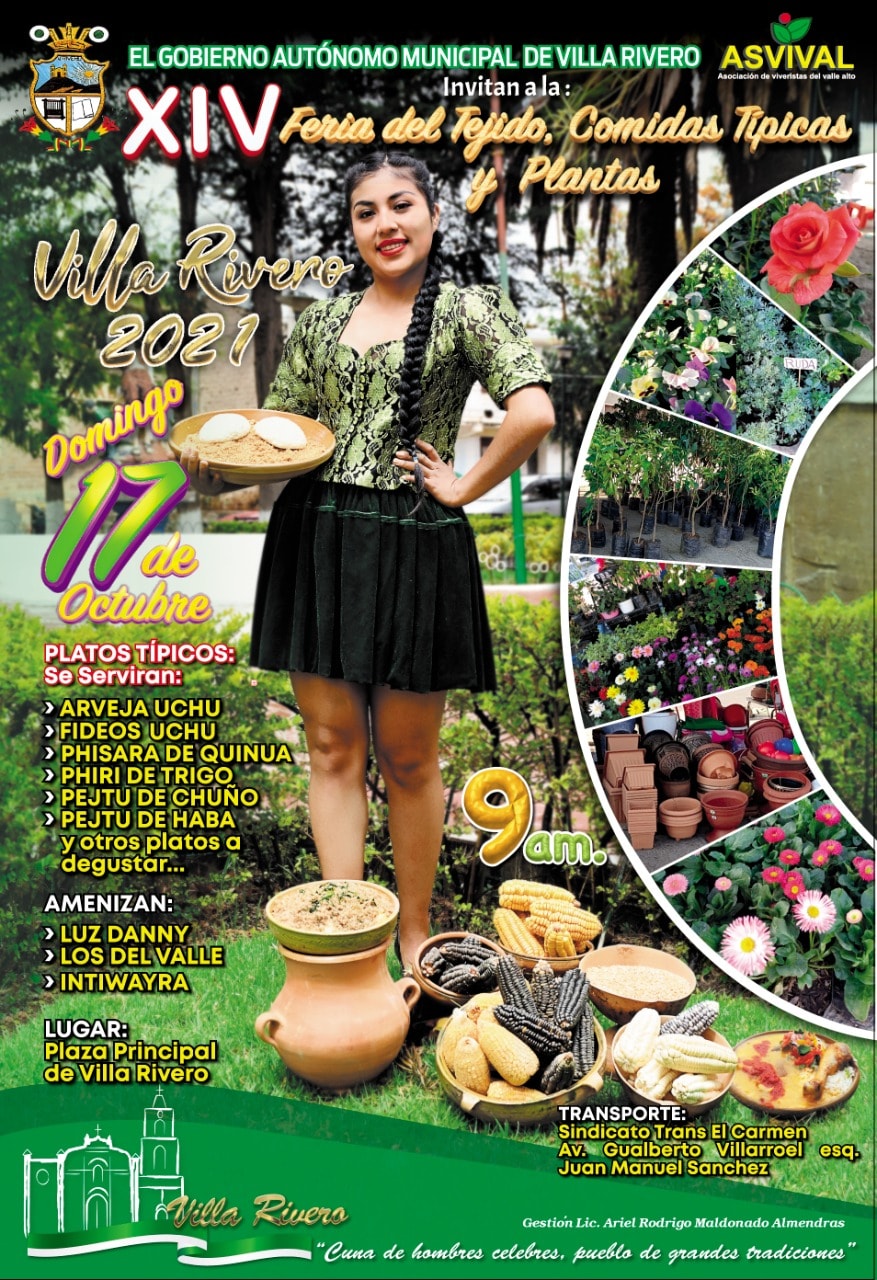 EL GOBIERNO AUTÓNOMO MUNICIPAL DE VILLA RIVERO
ASVIVAL
Asociación de viveristas del valle alto
Invitan a la :
XIV Feria del Tejido, Comidas Típicas
y Plantas
Villa Rivero
2021
Domingo
17
de
Octubre
RUDA
PLATOS TÍPICOS:
Se Serviran:
› ARVEJA UCHU
› FIDEOS UCHU
› PHISARA DE QUINUA
› PHIRI DE TRIGO
› PEJTU DE CHUÑO
› PEJTU DE HABA
y otros platos a
degustar...
9am.
AMENIZAN:
› LUZ DANNY
› LOS DEL VALLE
› INTIWAYRA
LUGAR:
Plaza Principal
de Villa Rivero
TRANSPORTE:
Sindicato Trans El Carmen
Av. Gualberto Villarroel esq.
Juan Manuel Sanchez
Villa Rivero
Gestión Lic. Ariel Rodrigo Maldonado Almendras
“Cuna de hombres celebres, pueblo de grandes tradiciones”